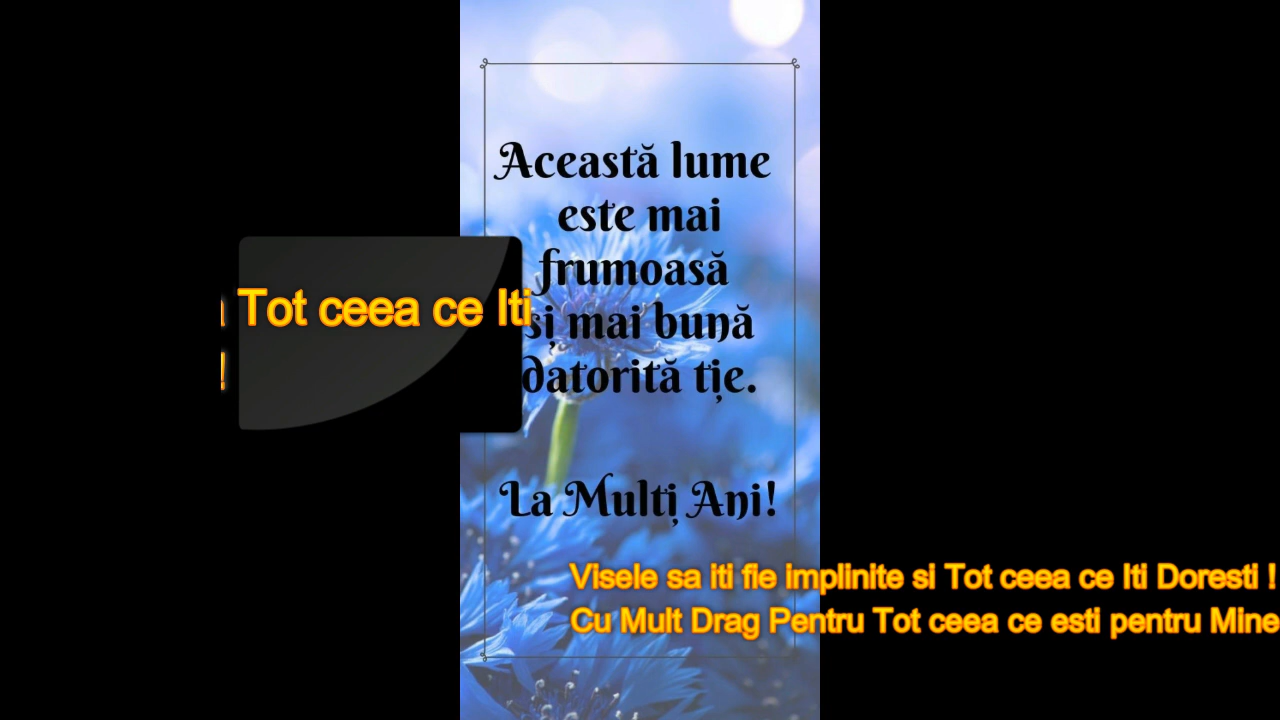 Această lume
este mai
frumoasă
și mai bună
datorită ție.
La Mulți Ani!
Tot ceea ce Iti
!
Visele sa iti fie implinite si Tot ceea ce Iti Doresti !
Cu Mult Drag Pentru Tot ceea ce esti pentru Mine